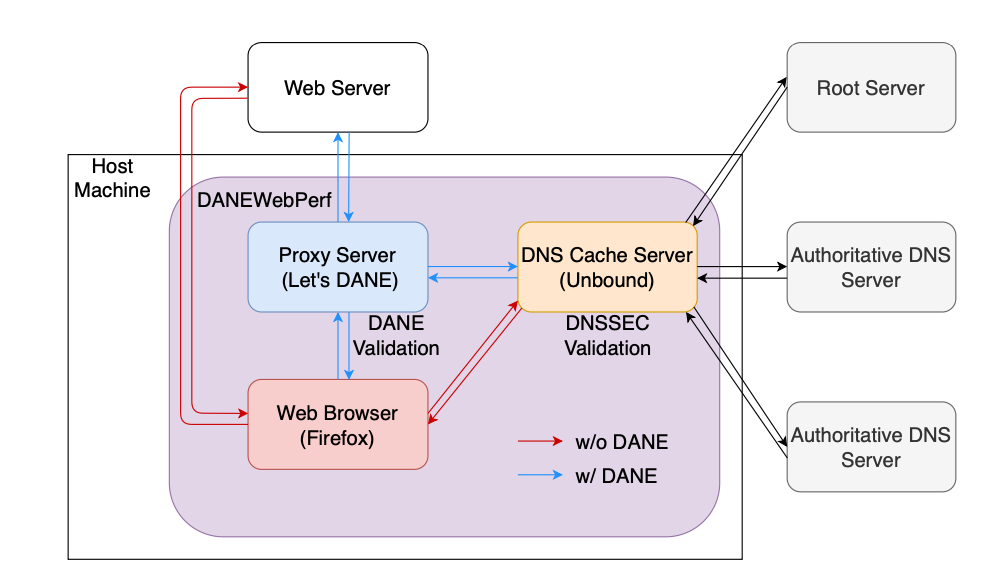 Web Server
Root Server
Host
Machine
DANEWebPerf
Proxy Server
(Let's DANE)
DNS Cache Server
(Unbound)
Authoritative DNS
Server
DANE
Validation
DNSSEC
Validation
Web Browser
(Firefox)
w/o DANE
w/ DANE
Authoritative DNS
Server